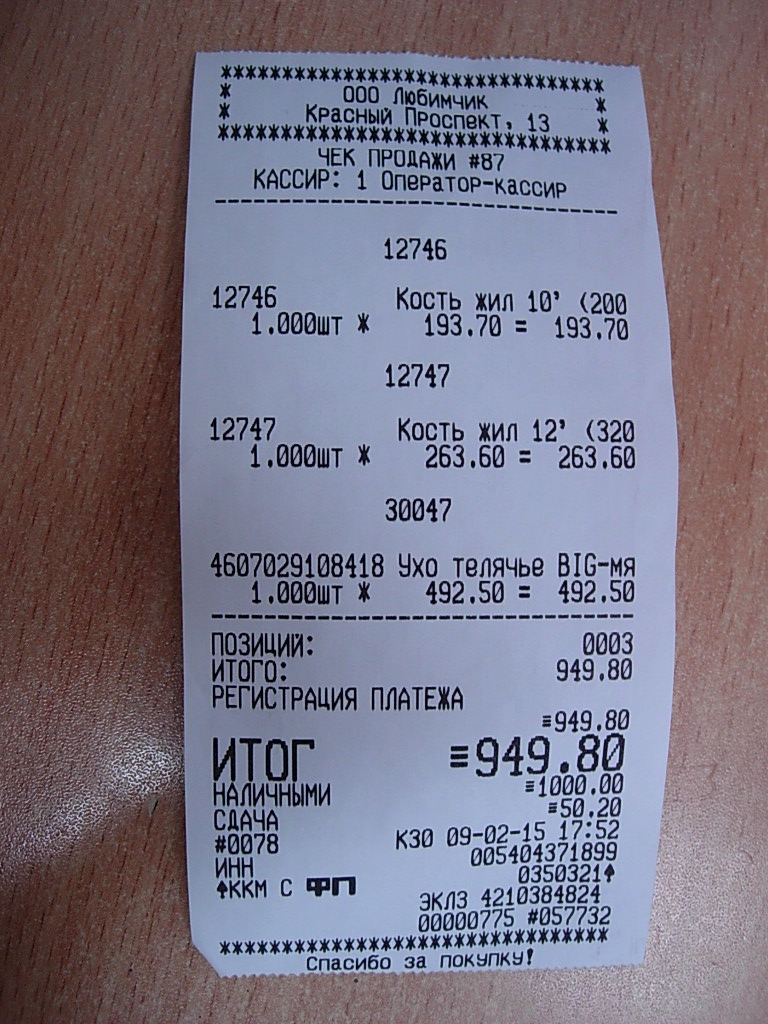 *******************************
* ООО Любимчик *
* Красный Проспект, 13 *
*******************************
ЧЕК ПРОДАЖИ #87
КАССИР: 1 Оператор-кассир
--------------------------------
12746
12746 Кость жил 10' (200
1.000шт * 193.70 = 193.70
12747
12747 Кость жил 12' (320
1.000шт * 263.60 = 263.60
30047
4607029108418 Ухо телячье BIG-мя
1.000шт * 492.50 = 492.50
--------------------------------
ПОЗИЦИЙ: 0003
ИТОГО: 949.80
РЕГИСТРАЦИЯ ПЛАТЕЖА
≡949.80
ИТОГ ≡949.80
НАЛИЧНЫМИ ≡1000.00
СДАЧА ≡50.20
#0078 К30 09-02-15 17:52
ИНН 005404371899
↑ККМ С ФП 0350321↑
ЭКЛЗ 4210384824
00000775 #057732
*******************************
Спасибо за покупку!